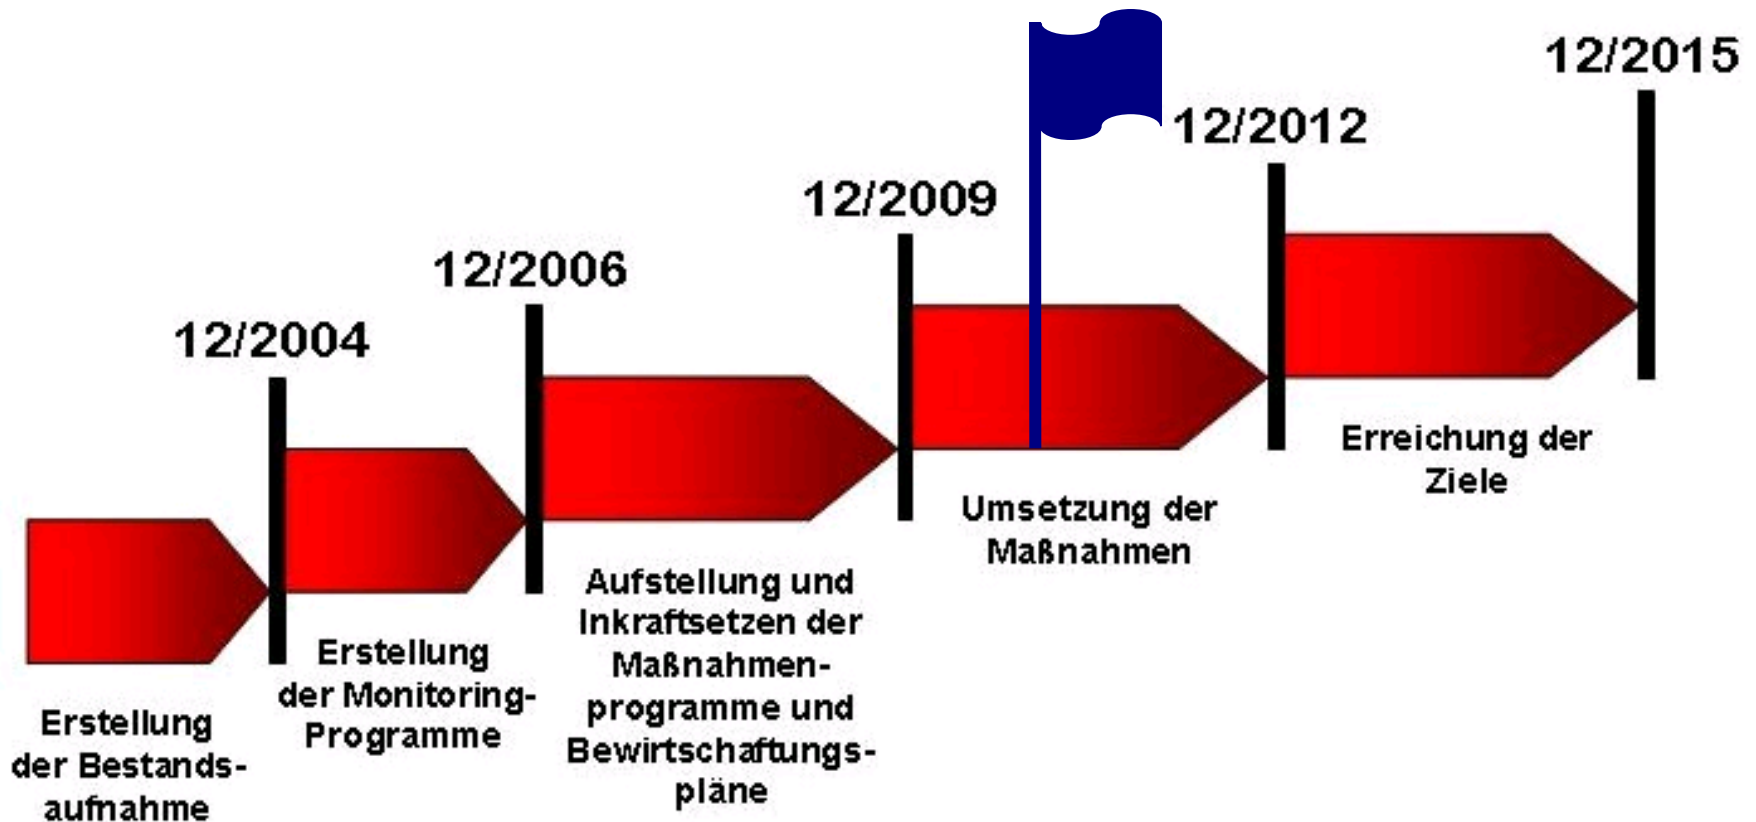 12/2004
12/2006
12/2009
12/2012
12/2015
Erstellung
der Bestands-
aufnahme
Erstellung
der Monitoring-
Programme
Aufstellung und
Inkraftsetzen der
Maßnahmen-
programme und
Bewirtschaftungs-
pläne
Umsetzung der
Maßnahmen
Erreichung der
Ziele